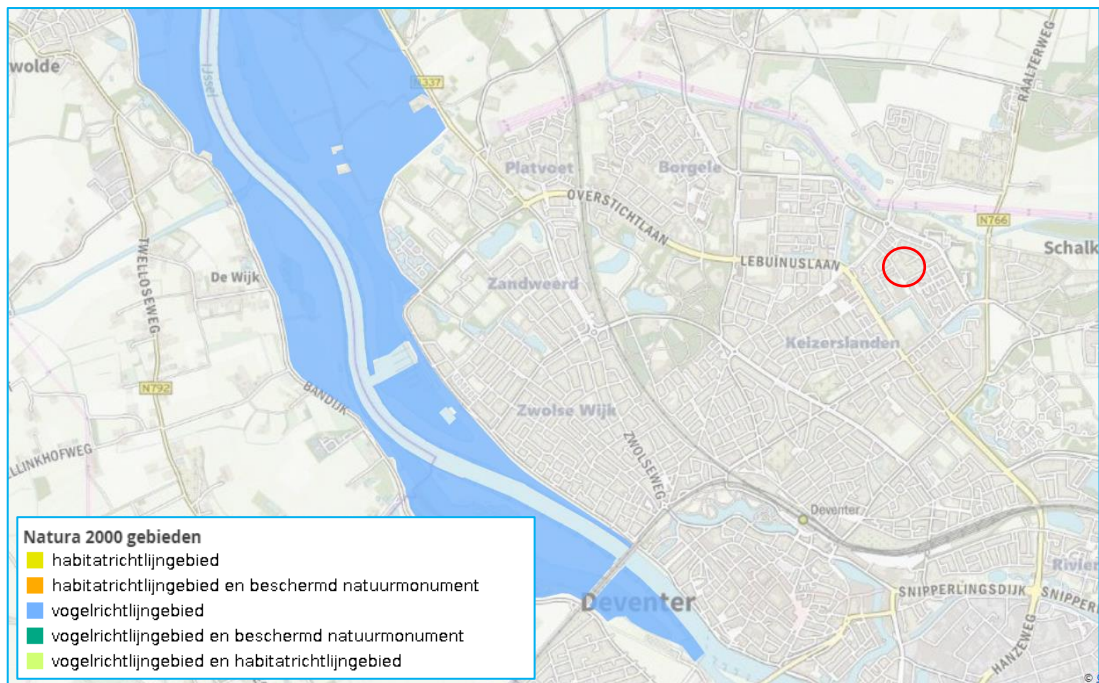 wolde
IJssel
N337
RAALTERWEG
Platvoet
Borgele
OVERSTICHTLAAN
N766
TWELLOSEWEG
De Wijk
LEBUINUSLAAN
Schalk
Zandweerd
Keizerslanden
N792
BANDIJK
Zwolse Wijk
ZWOLSEWEG
LLINKHOFWEG
Deventer
Natura 2000 gebieden
habitatrichtlijngebied
habitatrichtlijngebied en beschermd natuurmonument
vogelrichtlijngebied
vogelrichtlijngebied en beschermd natuurmonument
vogelrichtlijngebied en habitatrichtlijngebied
Rivier
SNIPPERLINGSDIJK
SNIPPER
Deventer
HANZEWEG
©